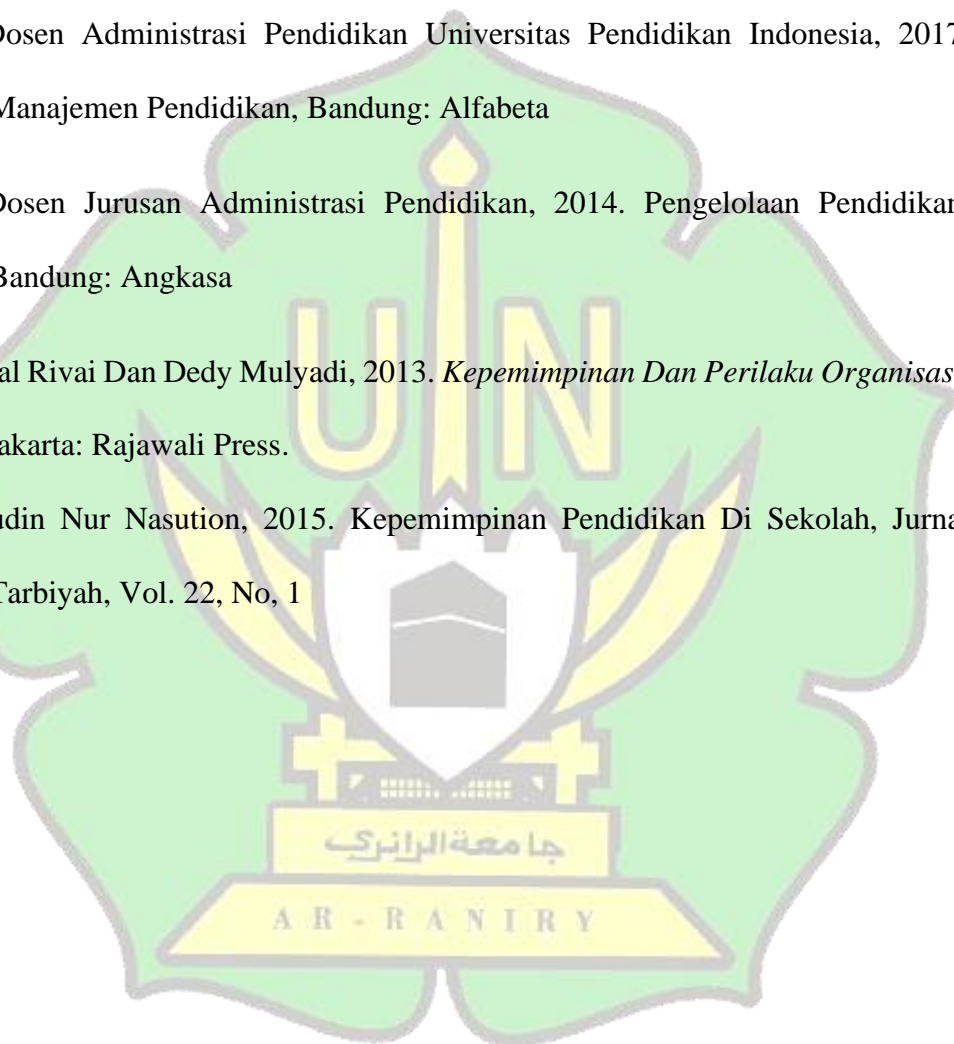 Dosen Administrasi Pendidikan Universitas Pendidikan Indonesia, 2017
Manajemen Pendidikan, Bandung: Alfabeta
Dosen Jurusan Administrasi Pendidikan, 2014. Pengelolaan Pendidikan
Bandung: Angkasa
al Rivai Dan Dedy Mulyadi, 2013. Kepemimpinan Dan Perilaku Organisas
akarta: Rajawali Press.
udin Nur Nasution, 2015. Kepemimpinan Pendidikan Di Sekolah, Jurna
Tarbiyah, Vol. 22, No, 1
UIN
جامعةالرانري
AR-RANIRY